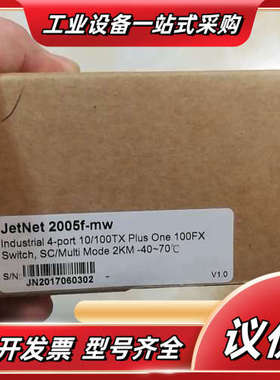 工业设备一站式采购
JetNet 2005f-mw
Industrial 4-port 10/100TX Plus One 100FX
Switch, SC/Multi Mode 2KM -40~70℃
S/N:
JN2017060302
V1.0
开发票 型号齐全
议价